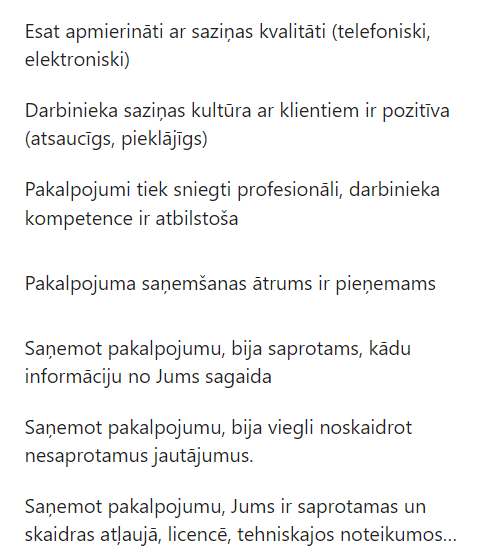 Esat apmierināti ar saziņas kvalitāti (telefoniski,
elektroniski)
Darbinieka saziņas kultūra ar klientiem ir pozitīva
(atsaucīgs, pieklājīgs)
Pakalpojumi tiek sniegti profesionāli, darbinieka
kompetence ir atbilstoša
Pakalpojuma saņemšanas ātrums ir pieņemams
Saņemot pakalpojumu, bija saprotams, kādu
informāciju no Jums sagaida
Saņemot pakalpojumu, bija viegli noskaidrot
nesaprotamus jautājumus.
Saņemot pakalpojumu, Jums ir saprotamas un
skaidras atļaujā, licencē, tehniskajos noteikumos...